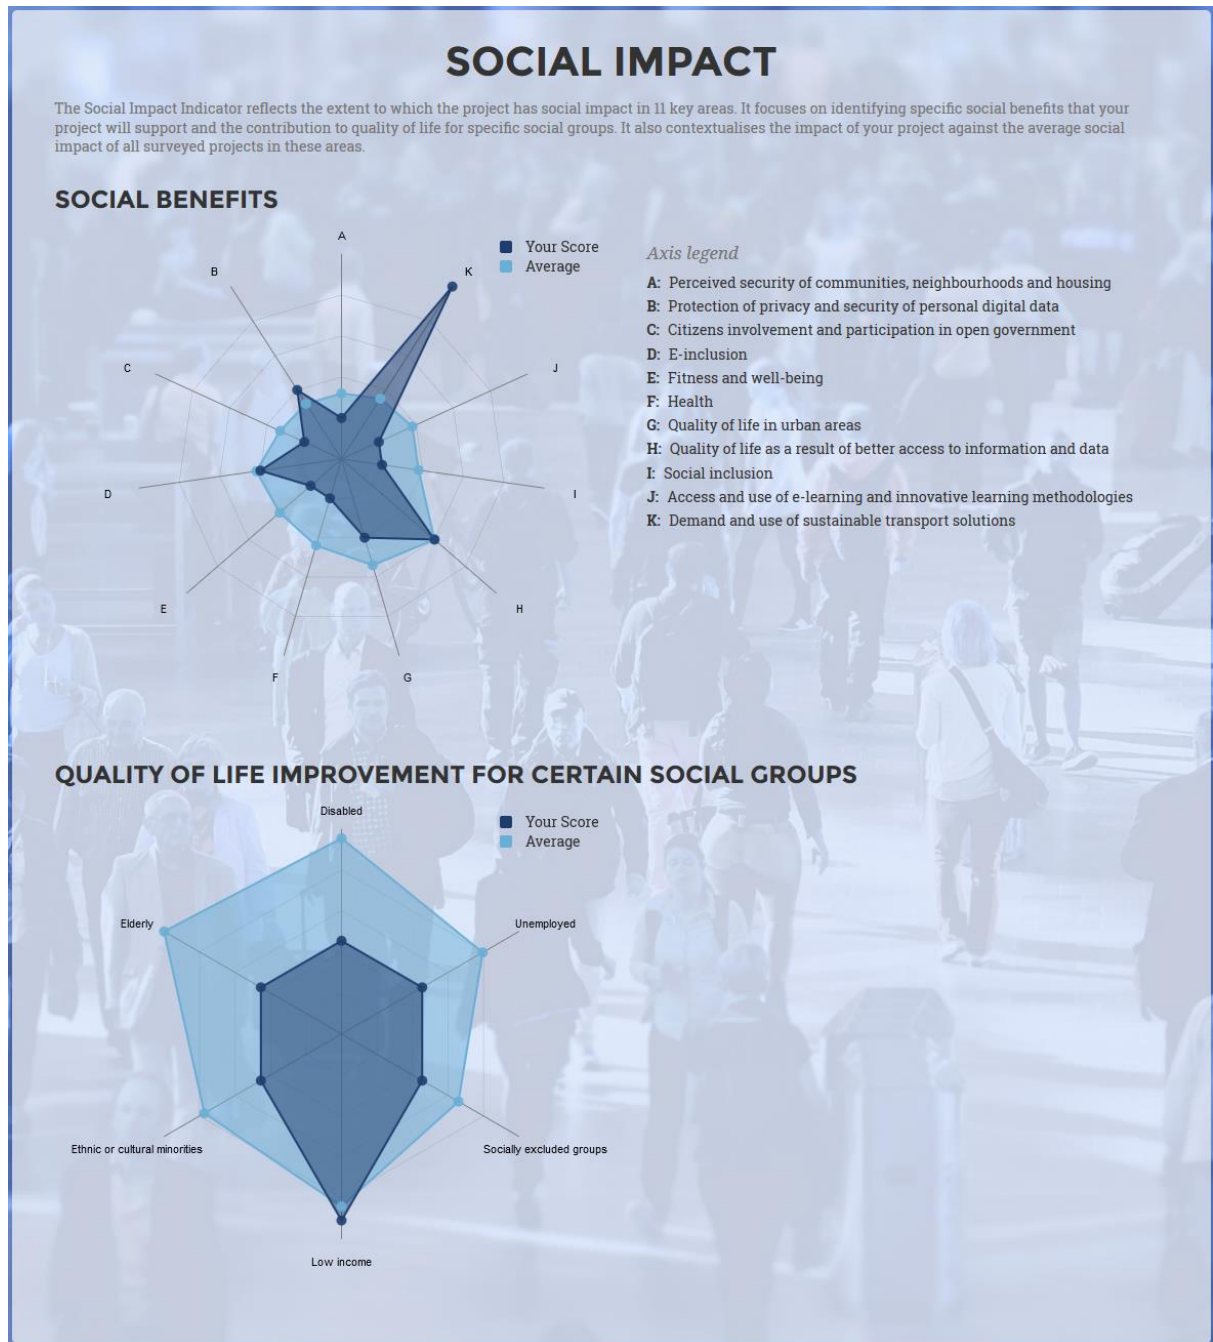 SOCIAL IMPACT
The Social Impact Indicator reflects the extent to which the project has social impact in 11 key areas. It focuses on identifying specific social benefits that your
project will support and the contribution to quality of life for specific social groups. It also contextualises the impact of your project against the average social
impact of all surveyed projects in these areas.
SOCIAL BENEFITS
A
B
C
D
E
F
G
H
I
J
K
Your Score
Average
Axis legend
A: Perceived security of communities, neighbourhoods and housing
B: Protection of privacy and security of personal digital data
C: Citizens involvement and participation in open government
D: E-inclusion
E: Fitness and well-being
F: Health
G: Quality of life in urban areas
H: Quality of life as a result of better access to information and data
I: Social inclusion
J: Access and use of e-learning and innovative learning methodologies
K: Demand and use of sustainable transport solutions
QUALITY OF LIFE IMPROVEMENT FOR CERTAIN SOCIAL GROUPS
Disabled
Your Score
Average
Elderly
Unemployed
Ethnic or cultural minorities
Socially excluded groups
Low income